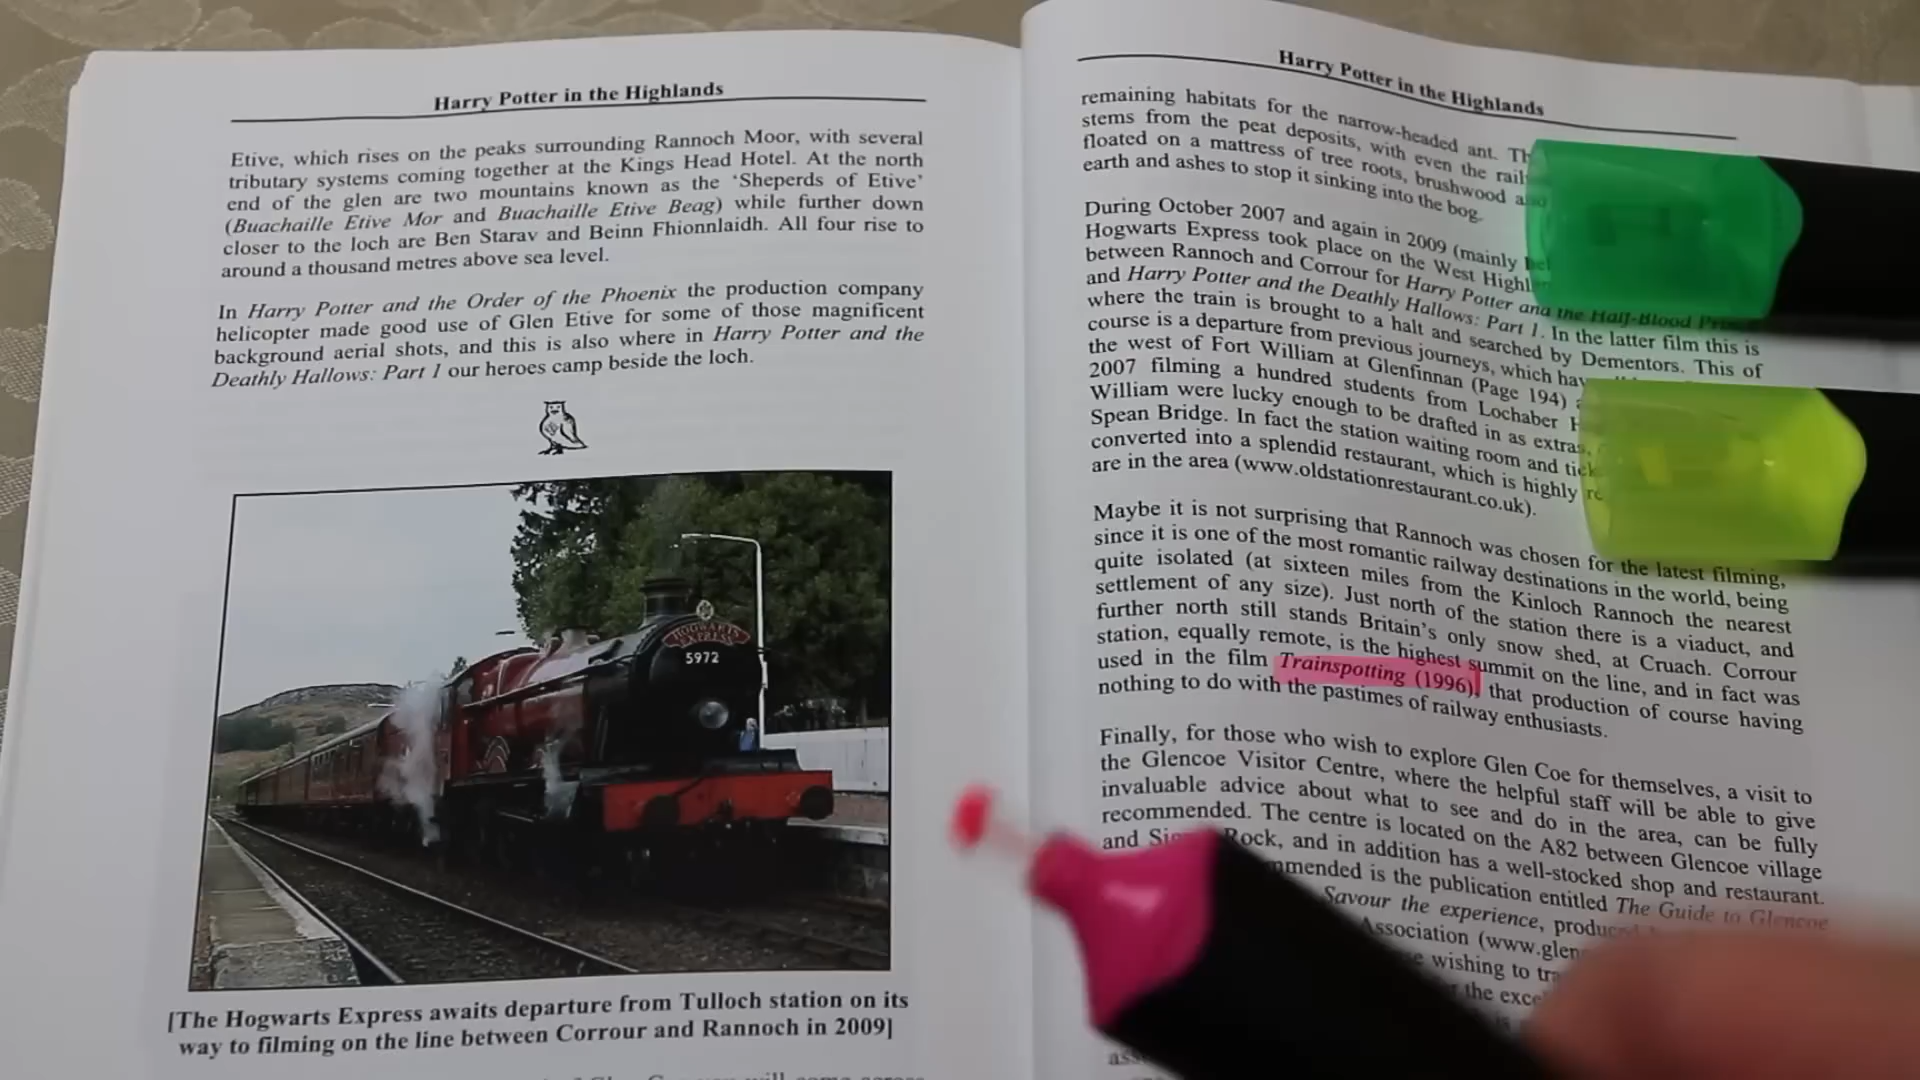 Harry Potter in the Highlands
Etive, which rises on the peaks surrounding Rannoch Moor, with several
tributary systems coming together at the Kings Head Hotel. At the north
end of the glen are two mountains known as the ‘Sheperds of Etive’
(Buachaille Etive Mor and Buachaille Etive Beag) while further down
closer to the loch are Ben Starav and Beinn Fhionnlaidh. All four rise to
around a thousand metres above sea level.
In Harry Potter and the Order of the Phoenix the production company
helicopter made good use of Glen Etive for some of those magnificent
background aerial shots, and this is also where in Harry Potter and the
Deathly Hallows: Part 1 our heroes camp beside the loch.
HOGWARTS
EXPRESS
5972
[The Hogwarts Express awaits departure from Tulloch station on its
way to filming on the line between Corrour and Rannoch in 2009]
Harry Potter in the Highlands
remaining habitats for the narrow-headed ant.
stems from the peat deposits, with even the
floated on a mattress of tree roots, brushwood
earth and ashes to stop it sinking into the bog.
During October 2007 and again in 2009 (mainly
Hogwarts Express took place on the West
between Rannoch and Corrour for Harry Potter and the Half-Blood Prince
and Harry Potter and the Deathly Hallows: Part 1. In the latter film this is
where the train is brought to a halt and searched by Dementors. This of
course is a departure from previous journeys, which
the west of Fort William at Glenfinnan (Page 194)
2007 filming a hundred students from Lochaber
William were lucky enough to be drafted in as extras,
Spean Bridge. In fact the station waiting room and
converted into a splendid restaurant, which is highly
are in the area (www.oldstationrestaurant.co.uk).
Maybe it is not surprising that Rannoch was chosen for the latest filming,
since it is one of the most romantic railway destinations in the world, being
quite isolated (at sixteen miles from the Kinloch Rannoch the nearest
settlement of any size). Just north of the station there is a viaduct, and
further north still stands Britain’s only snow shed, at Cruach. Corrour
station, equally remote, is the highest summit on the line, and in fact was
used in the film Trainspotting (1996), that production of course having
nothing to do with the pastimes of railway enthusiasts.
Finally, for those who wish to explore Glen Coe for themselves, a visit to
the Glencoe Visitor Centre, where the helpful staff will be able to give
invaluable advice about what to see and do in the area, can be fully
recommended. The centre is located on the A82 between Glencoe village
and Rock, and in addition has a well-stocked shop and restaurant.
is the publication entitled The Guide to Glencoe
Savour the experience,
Association
wishing to
the